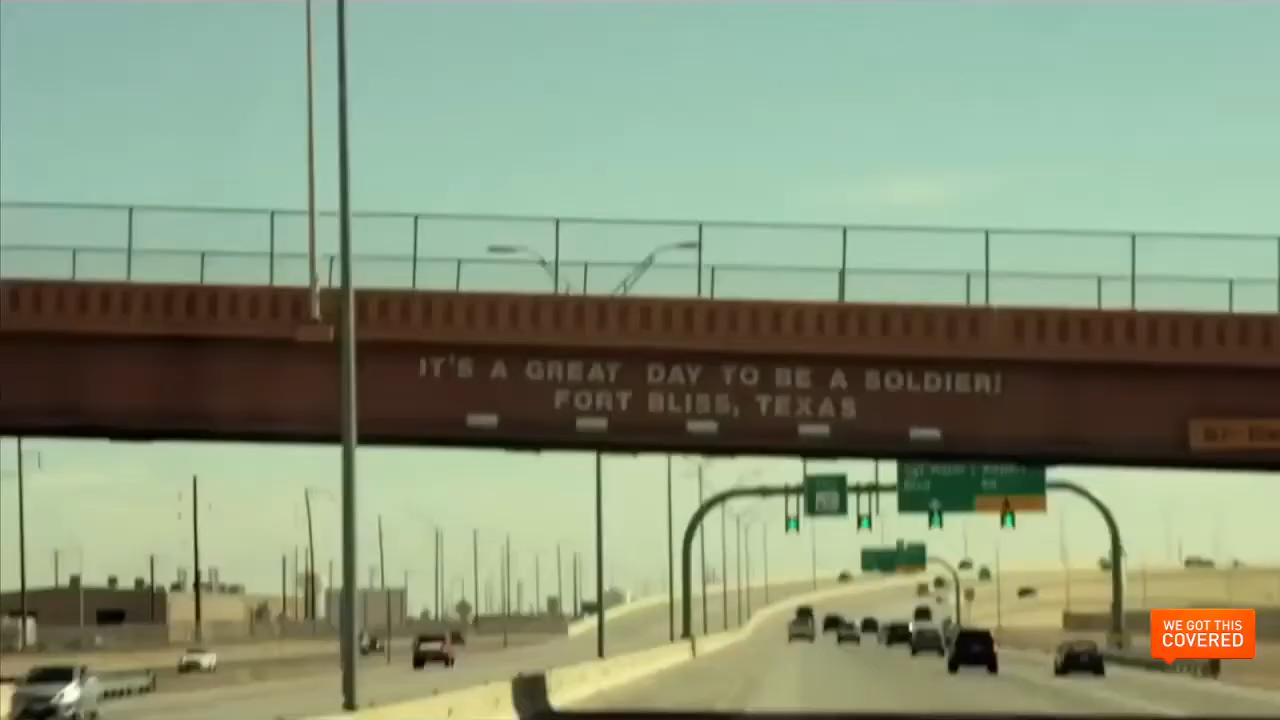 IT'S A GREAT DAY TO BE A SOLDIER!
FORT BLISS, TEXAS
WE GOT THIS
COVERED